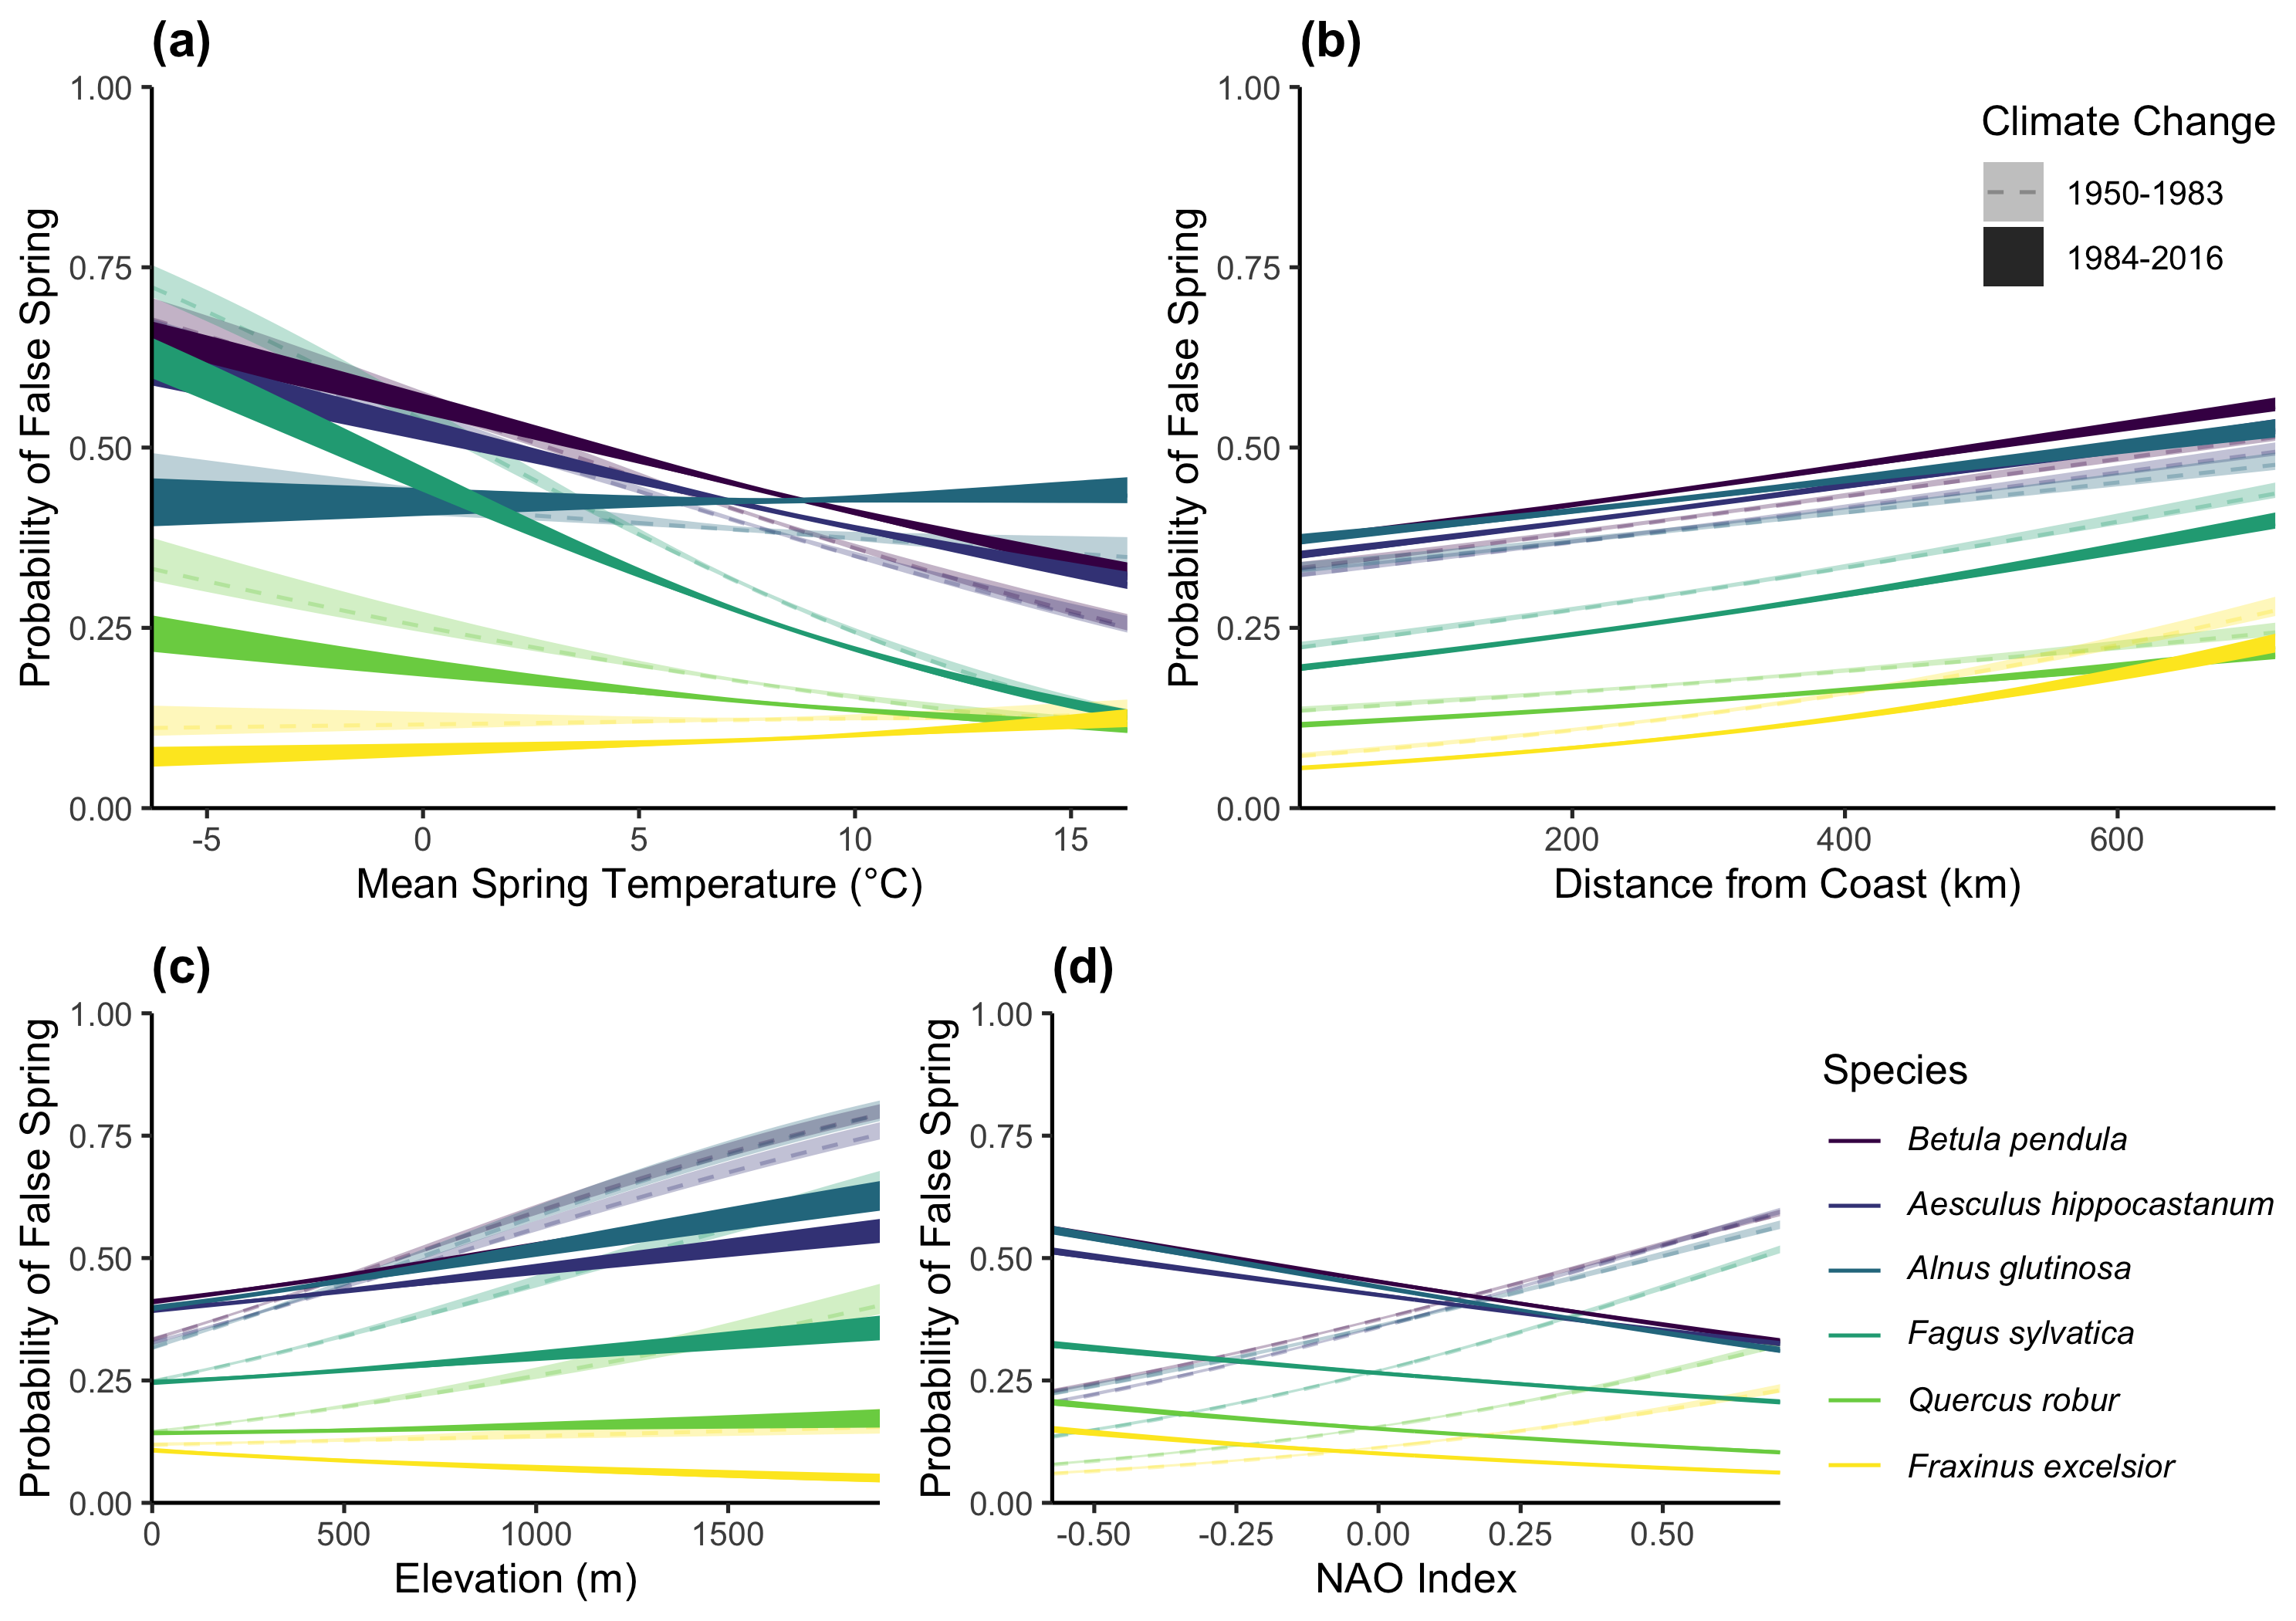 (a)
1.00
0.75
0.50
0.25
0.00
Probability of False Spring
-5 0 5 10 15
Mean Spring Temperature (°C)
(b)
1.00
0.75
0.50
0.25
0.00
Probability of False Spring
200 400 600
Distance from Coast (km)
Climate Change
1950-1983
1984-2016
(c)
1.00
0.75
0.50
0.25
0.00
Probability of False Spring
0 500 1000 1500
Elevation (m)
(d)
1.00
0.75
0.50
0.25
0.00
Probability of False Spring
-0.50 -0.25 0.00 0.25 0.50
NAO Index
Species
Betula pendula
Aesculus hippocastanum
Alnus glutinosa
Fagus sylvatica
Quercus robur
Fraxinus excelsior